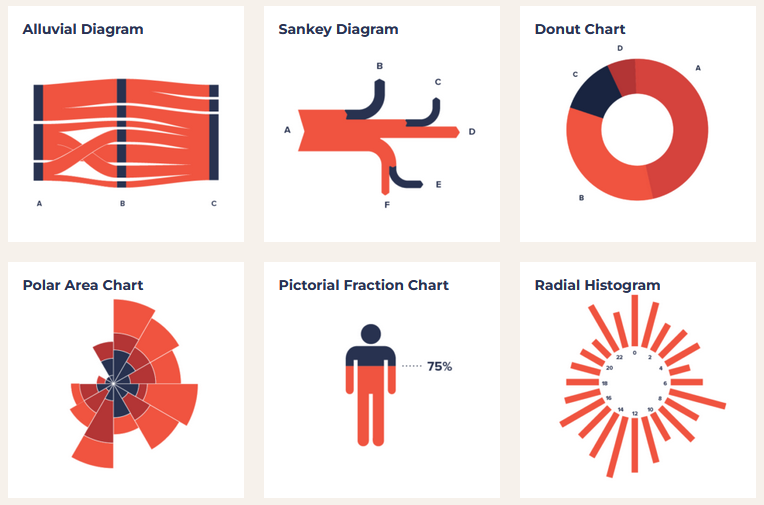 Alluvial Diagram
A
B
C
Sankey Diagram
A
B
C
D
E
F
Donut Chart
D
A
C
B
Polar Area Chart
Pictorial Fraction Chart
75%
Radial Histogram
0
2
4
6
8
10
12
14
16
18
20
22